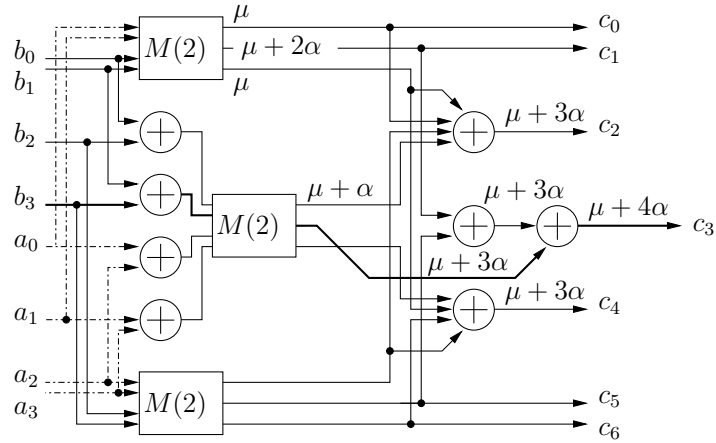 μ
c₀
b₀ M(2) μ + 2α c₁
b₁ μ
b₂ + + μ + 3α c₂
b₃ + M(2) μ + α + μ + 3α + μ + 4α c₃
a₀ + μ + 3α
a₁ + + μ + 3α c₄
a₂
a₃ M(2) c₅
c₆